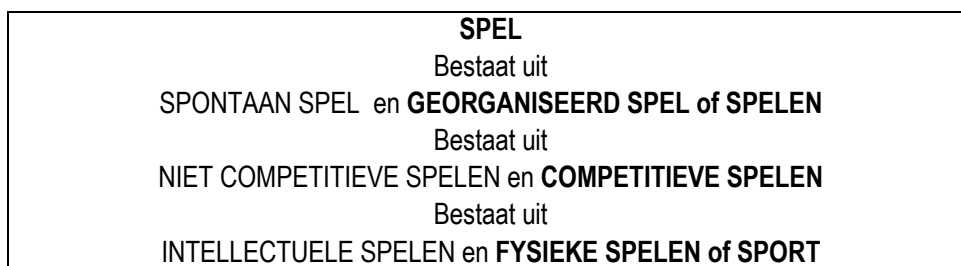 SPEL
Bestaat uit
SPONTAAN SPEL en GEORGANISEERD SPEL of SPELEN
Bestaat uit
NIET COMPETITIEVE SPELEN en COMPETITIEVE SPELEN
Bestaat uit
INTELLECTUELE SPELEN en FYSIEKE SPELEN of SPORT